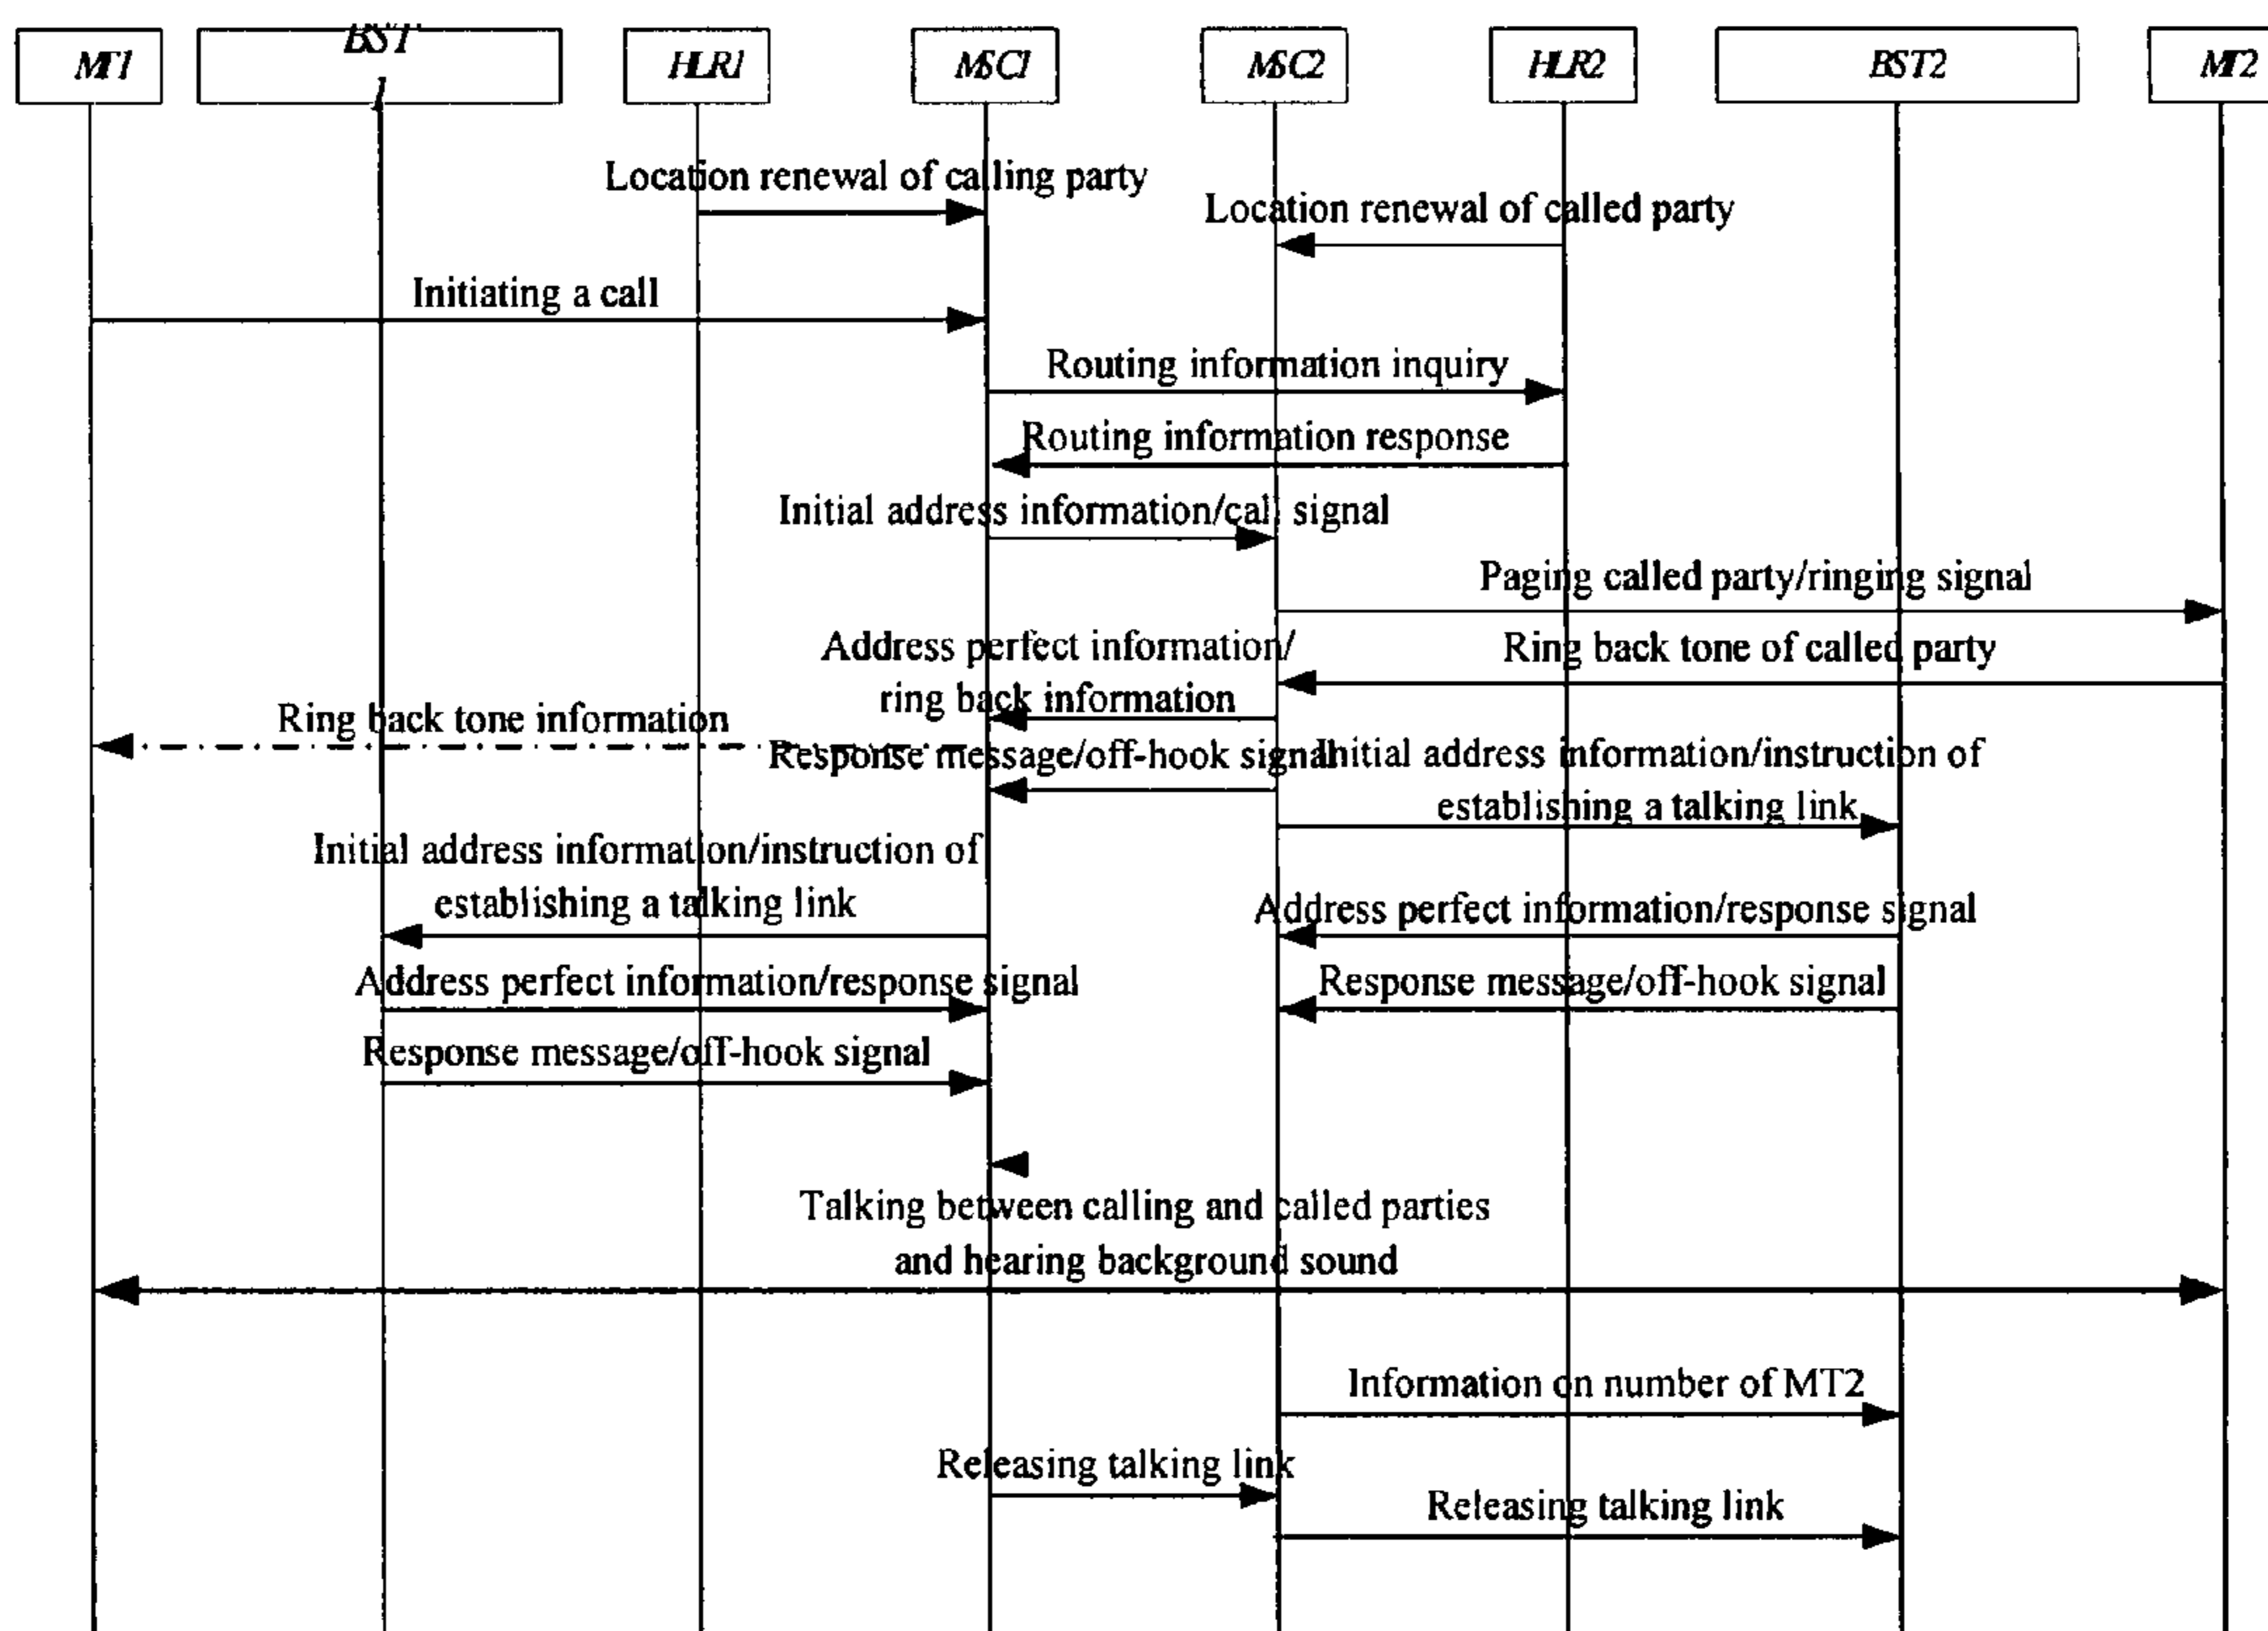 MT1
BST
1
HLR1
MSC1
MSC2
HLR2
BST2
MT2
Location renewal of calling party
Location renewal of called party
Initiating a call
Routing information inquiry
Routing information response
Initial address information/call signal
Paging called party/ringing signal
Address perfect information/
ring back information
Ring back tone of called party
Ring back tone information
Response message/off-hook signal
Initial address information/instruction of
establishing a talking link
Initial address information/instruction of
establishing a talking link
Address perfect information/response signal
Address perfect information/response signal
Response message/off-hook signal
Response message/off-hook signal
Talking between calling and called parties
and hearing background sound
Information on number of MT2
Releasing talking link
Releasing talking link